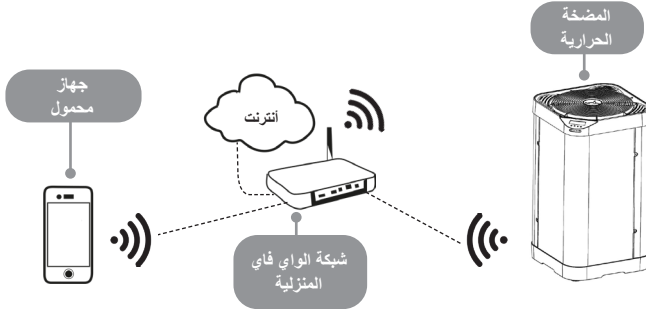 المضخة
الحرارية
جهاز
محمول
أنترنت
شبكة الواي فاي
المنزلية